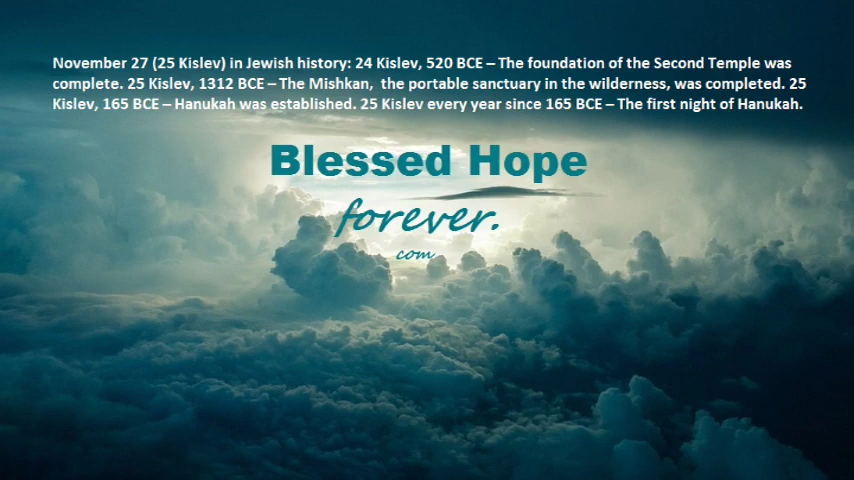 November 27 (25 Kislev) in Jewish history: 24 Kislev, 520 BCE – The foundation of the Second Temple was
complete. 25 Kislev, 1312 BCE – The Mishkan,  the portable sanctuary in the wilderness, was completed. 25
Kislev, 165 BCE – Hanukah was established. 25 Kislev every year since 165 BCE – The first night of Hanukah.
Blessed Hope
forever.
com